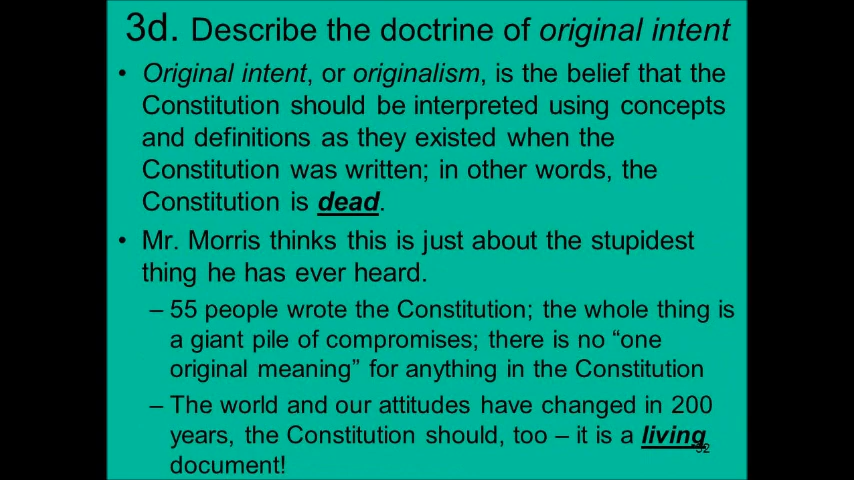 3d. Describe the doctrine of original intent
• Original intent, or originalism, is the belief that the
Constitution should be interpreted using concepts
and definitions as they existed when the
Constitution was written; in other words, the
Constitution is dead.
• Mr. Morris thinks this is just about the stupidest
thing he has ever heard.
– 55 people wrote the Constitution; the whole thing is
a giant pile of compromises; there is no “one
original meaning” for anything in the Constitution
– The world and our attitudes have changed in 200
years, the Constitution should, too – it is a living
32
document!